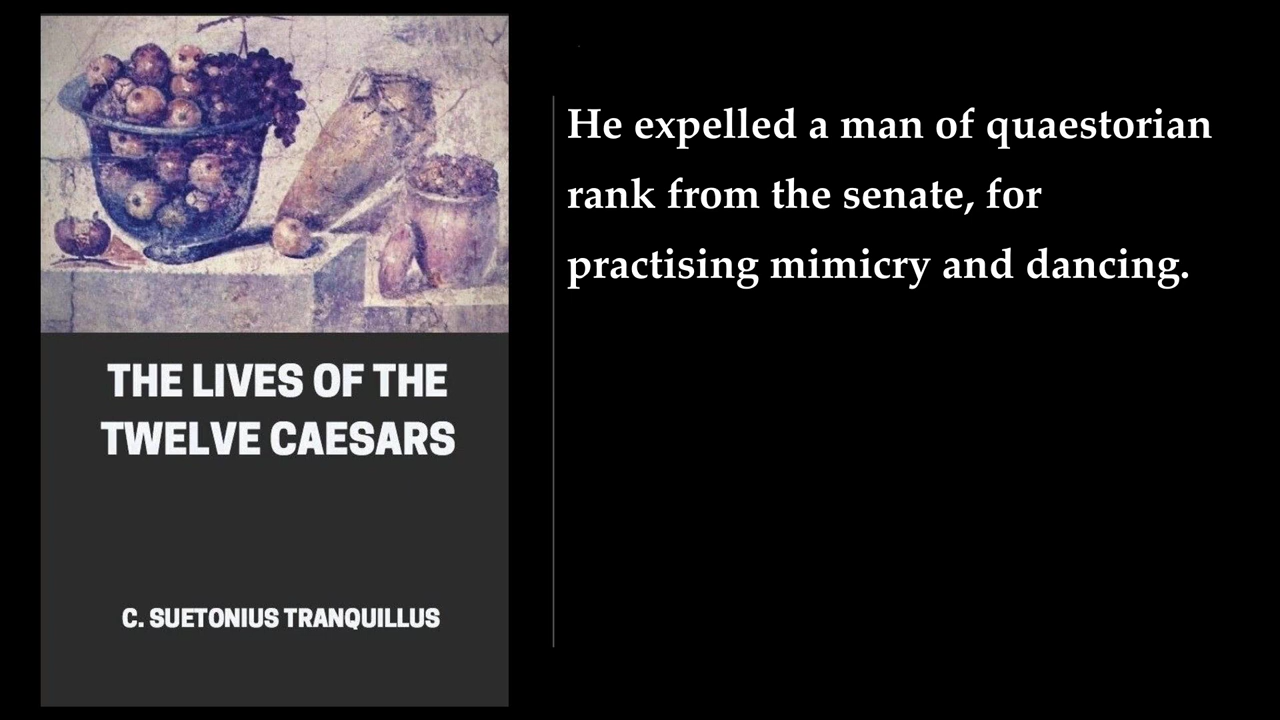 THE LIVES OF THE
TWELVE CAESARS
C. SUETONIUS TRANQUILLUS
He expelled a man of quaestorian
rank from the senate, for
practising mimicry and dancing.